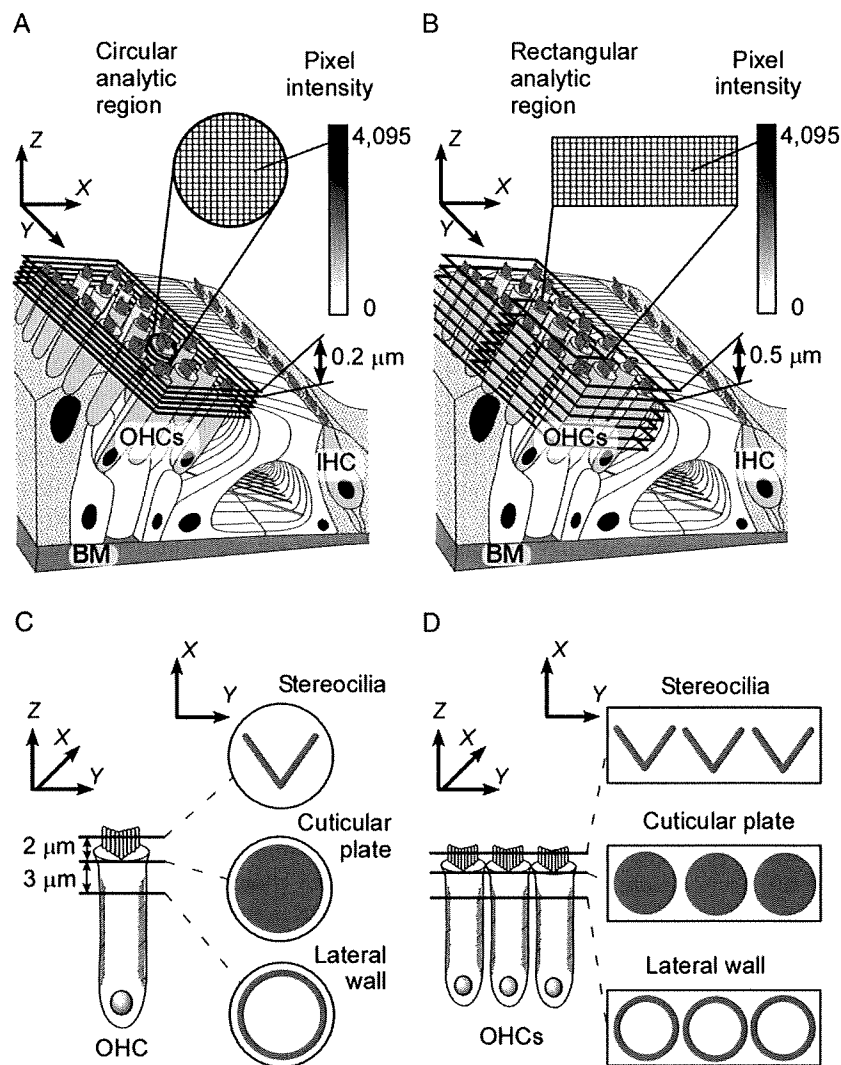 A
Circular
analytic
region
Pixel
intensity
4,095
0
Z
X
Y
0.2 µm
OHCs
IHC
BM
B
Rectangular
analytic
region
Pixel
intensity
4,095
0
Z
X
Y
0.5 µm
OHCs
IHC
BM
C
X
Y
Z
X
Y
Stereocilia
Cuticular
plate
Lateral
wall
2 µm
3 µm
OHC
D
X
Y
Z
X
Y
Stereocilia
Cuticular plate
Lateral wall
OHCs